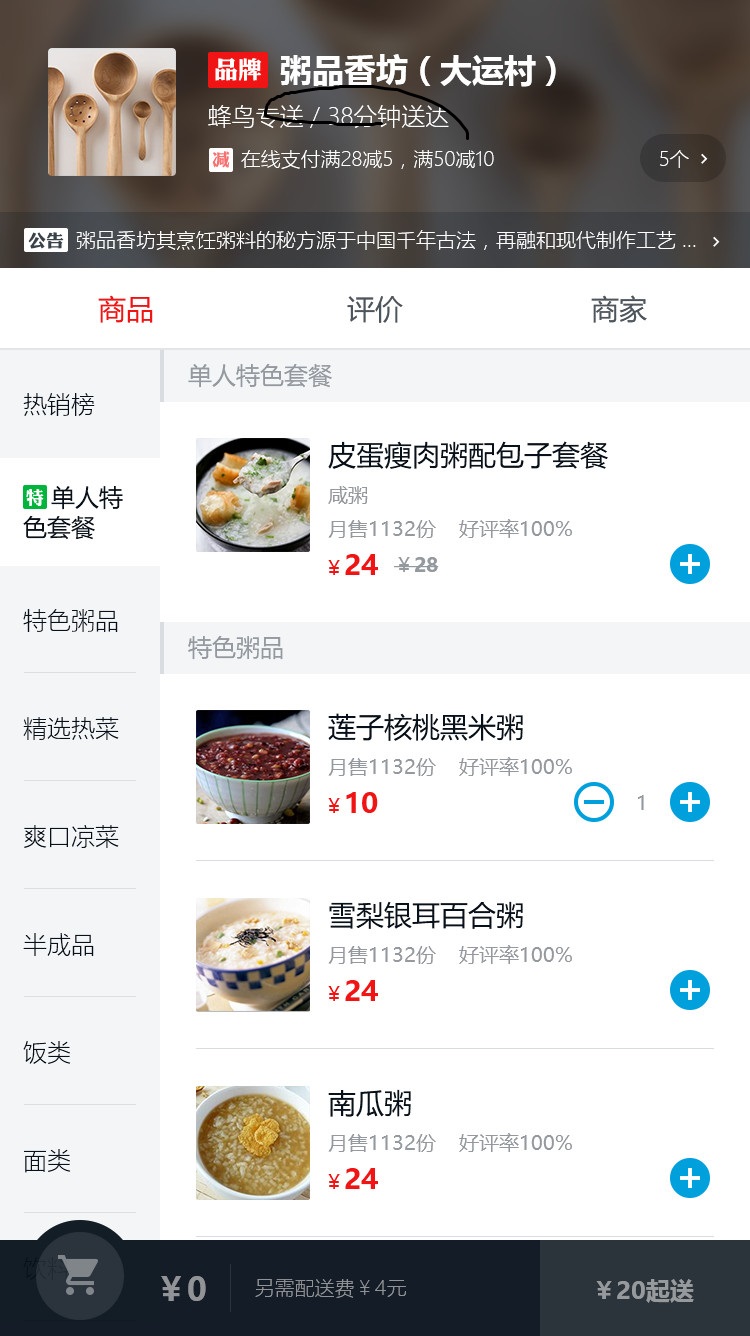 品牌 粥品香坊（大运村）
蜂鸟专送 / 38分钟送达
减 在线支付满28减5，满50减10
5个
公告 粥品香坊其烹饪粥料的秘方源于中国千年古法，再融和现代制作工艺 ...
商品 评价 商家
热销榜
特 单人特
色套餐
特色粥品
精选热菜
爽口凉菜
半成品
饭类
面类
饮料
单人特色套餐
皮蛋瘦肉粥配包子套餐
咸粥
月售1132份 好评率100%
￥24 ￥28
特色粥品
莲子核桃黑米粥
月售1132份 好评率100%
￥10
1
雪梨银耳百合粥
月售1132份 好评率100%
￥24
南瓜粥
月售1132份 好评率100%
￥24
￥0 另需配送费￥4元 ￥20起送